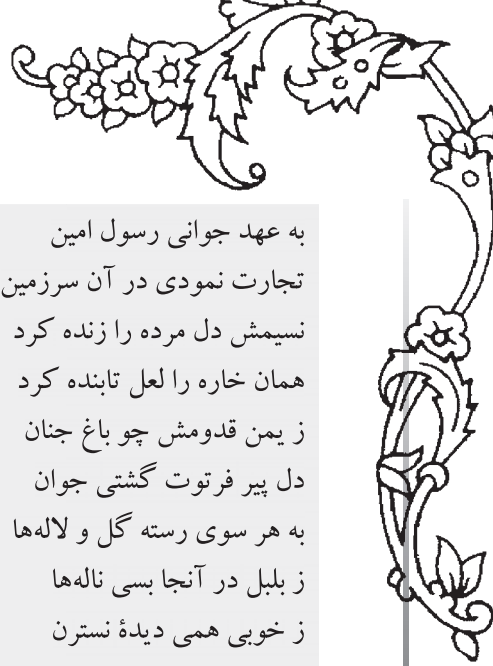 به عهد جوانی رسول امین
تجارت نمودی در آن سرزمین
نسیمش دل مرده را زنده کرد
همان خاره را لعل تابنده کرد
ز یمن قدومش چو باغ جنان
دل پیر فرتوت گشتی جوان
به هر سوی رسته گل و لاله‌ها
ز بلبل در آنجا بسی ناله‌ها
ز خوبی همی دیدهٔ نسترن